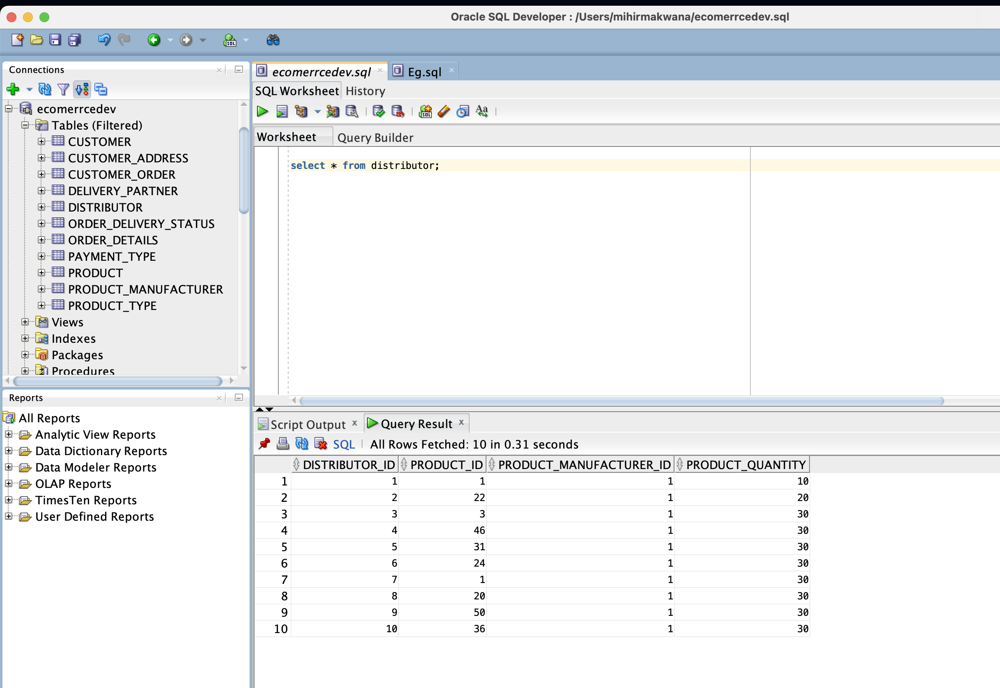 Oracle SQL Developer : /Users/mihirmakwana/ecomerrcedev.sql
SQL
Connections
ecomerrcedev
Tables (Filtered)
CUSTOMER
CUSTOMER_ADDRESS
CUSTOMER_ORDER
DELIVERY_PARTNER
DISTRIBUTOR
ORDER_DELIVERY_STATUS
ORDER_DETAILS
PAYMENT_TYPE
PRODUCT
PRODUCT_MANUFACTURER
PRODUCT_TYPE
Views
Indexes
Packages
Procedures
Reports
All Reports
Analytic View Reports
Data Dictionary Reports
Data Modeler Reports
OLAP Reports
TimesTen Reports
User Defined Reports
ecomerrcedev.sql Eg.sql
SQL Worksheet History
SQL Aa
Worksheet Query Builder
select * from distributor;
Script Output Query Result
SQL All Rows Fetched: 10 in 0.31 seconds
DISTRIBUTOR_ID PRODUCT_ID PRODUCT_MANUFACTURER_ID PRODUCT_QUANTITY
1 1 1 1 10
2 2 22 1 20
3 3 3 1 30
4 4 46 1 30
5 5 31 1 30
6 6 24 1 30
7 7 1 1 30
8 8 20 1 30
9 9 50 1 30
10 10 36 1 30